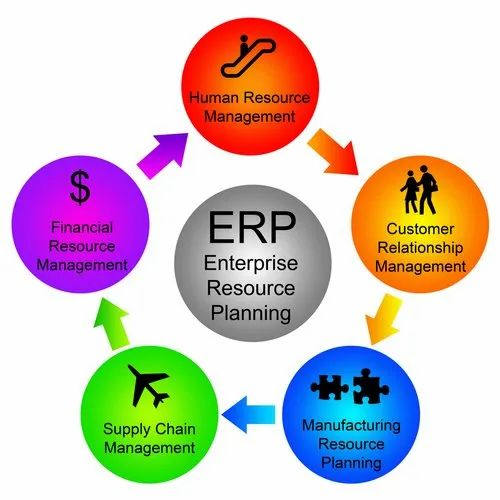 Human Resource
Management
$
Financial
Resource
Management
ERP
Enterprise
Resource
Planning
Customer
Relationship
Management
Supply Chain
Management
Manufacturing
Resource
Planning